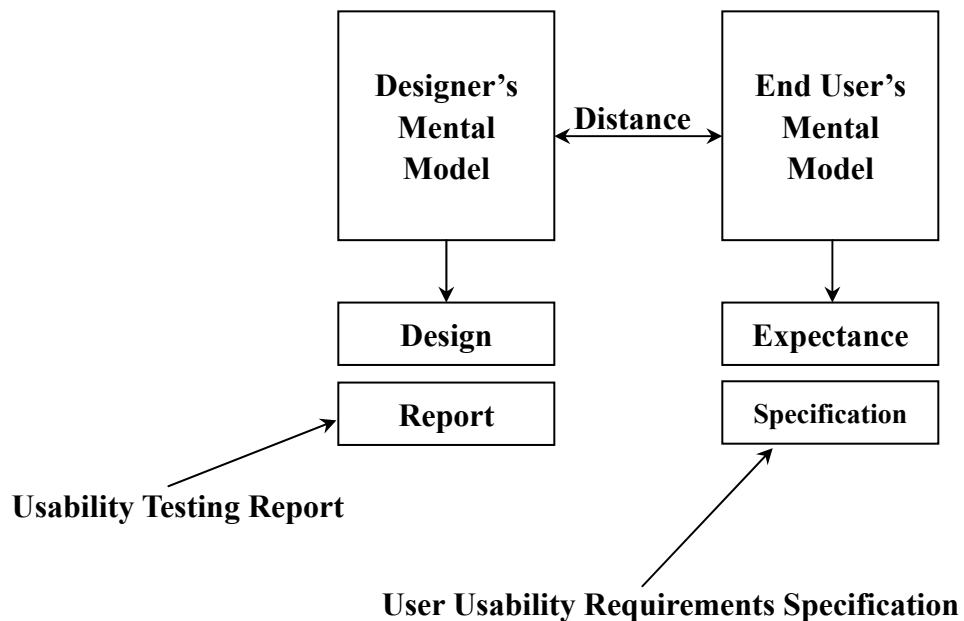 Designer’s
Mental
Model
Distance
End User’s
Mental
Model
Design
Expectance
Report
Specification
Usability Testing Report
User Usability Requirements Specification